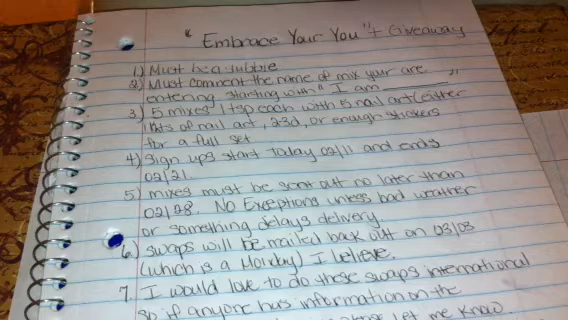 "Embrace Your You" + Giveaway
1) Must be a subbie
2) Must comment the name of mix your are
entering, starting with "I am ________"
3) 5 mixes 1 tsp each with 5 nail art (either
lots of nail art, 33d, or enough stickers
for a full set
4) Sign ups start Today 02/11 and ends
02/21.
5) mixes must be sent out no later than
02/28. No Exceptions unless bad weather
or something delays delivery
6) swaps will be mailed back out on 03/03
(which is a Monday) I believe.
7. I would love to do these swaps international
so if anyone has information on the
let me know.